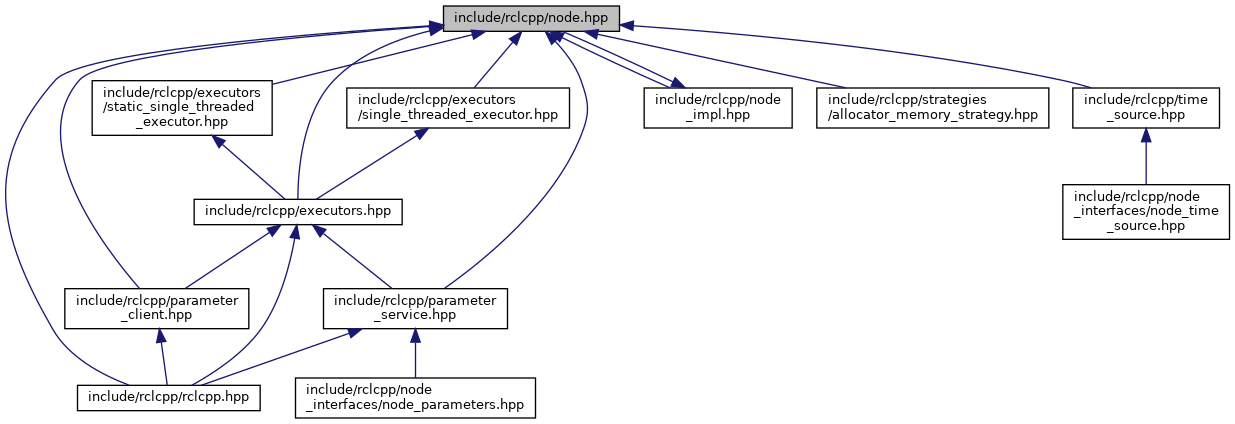 include/rclcpp/node.hpp
include/rclcpp/executors
/static_single_threaded
_executor.hpp
include/rclcpp/executors
/single_threaded_executor.hpp
include/rclcpp/node
_impl.hpp
include/rclcpp/strategies
/allocator_memory_strategy.hpp
include/rclcpp/time
_source.hpp
include/rclcpp/executors.hpp
include/rclcpp/node
_interfaces/node_time
_source.hpp
include/rclcpp/parameter
_client.hpp
include/rclcpp/parameter
_service.hpp
include/rclcpp/rclcpp.hpp
include/rclcpp/node
_interfaces/node_parameters.hpp